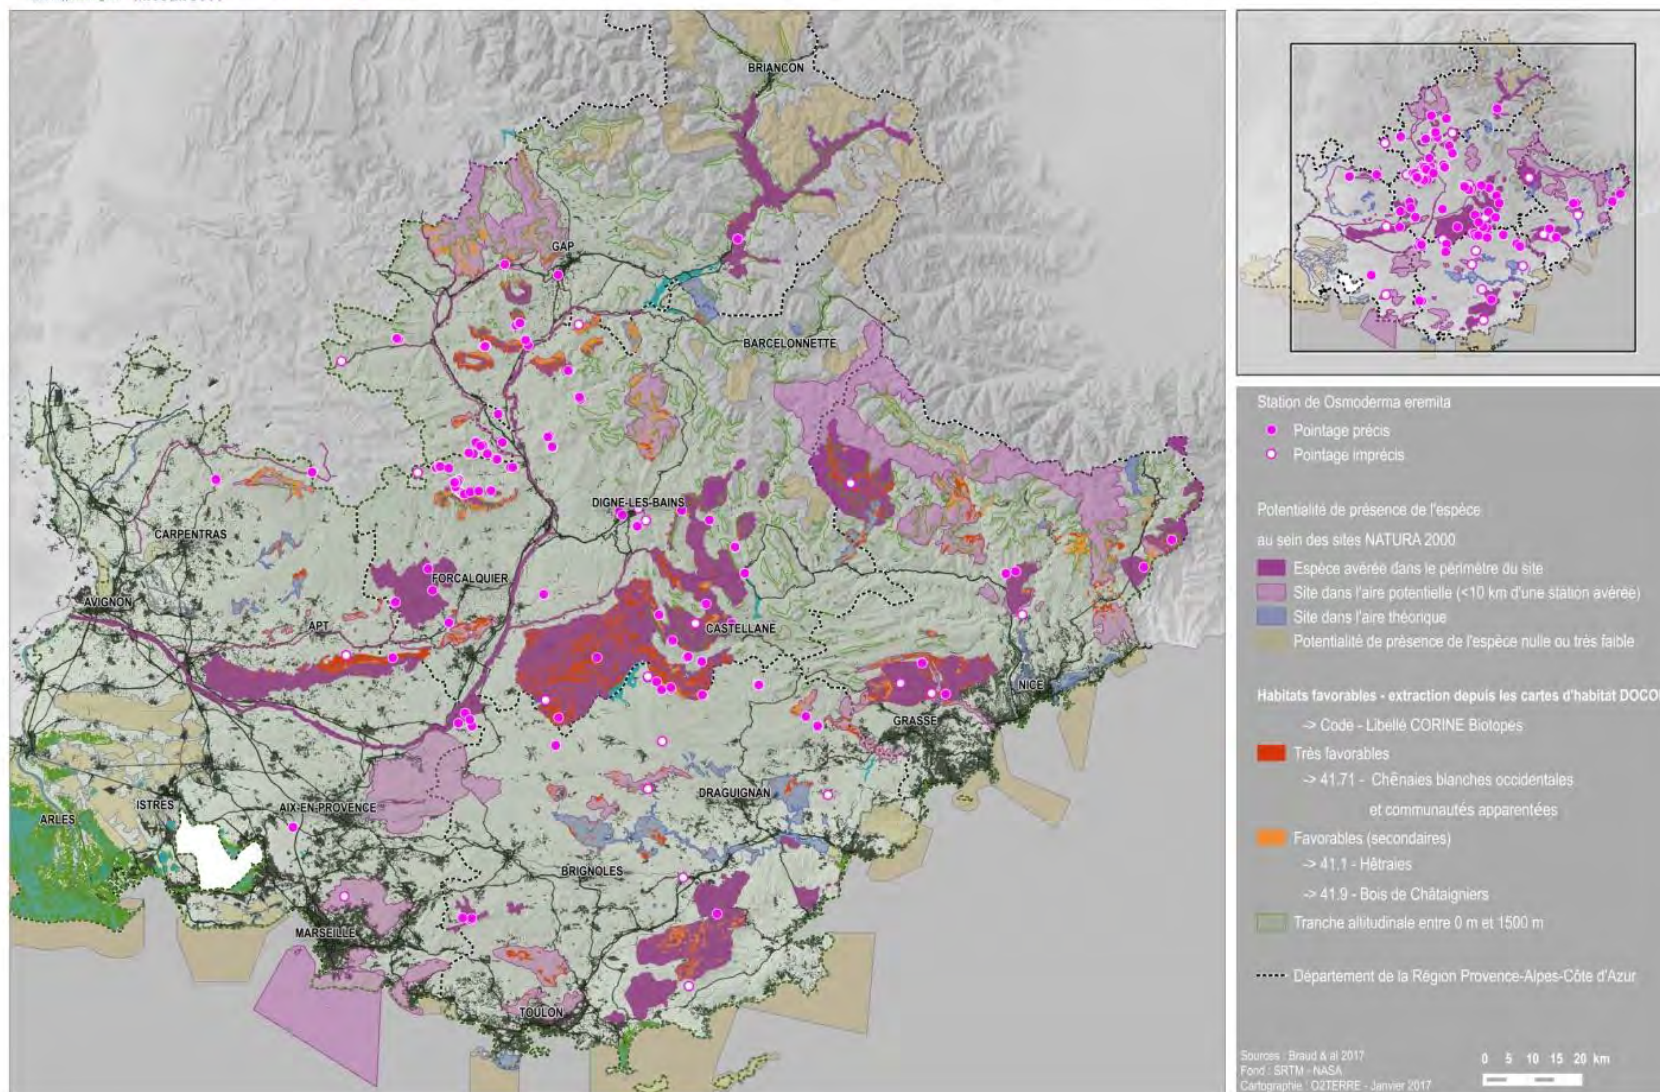 BRIANCON
GAP
BARCELONNETTE
DIGNE-LES-BAINS
CARPENTRAS
FORCALQUIER
AVIGNON
APT
CASTELLANE
NICE
GRASSE
DRAGUIGNAN
ISTRES
AIX-EN-PROVENCE
ARLES
BRIGNOLES
MARSEILLE
TOULON
Station de Osmoderma eremita
Pointage précis
Pointage imprécis
Potentialité de présence de l'espèce
au sein des sites NATURA 2000
Espèce avérée dans le périmètre du site
Site dans l'aire potentielle (<10 km d'une station avérée)
Site dans l'aire théorique
Potentialité de présence de l'espèce nulle ou très faible
Habitats favorables - extraction depuis les cartes d'habitat DOCO
-> Code - Libellé CORINE Biotopes
Très favorables
-> 41.71 - Chênaies blanches occidentales
et communautés apparentées
Favorables (secondaires)
-> 41.1 - Hêtraies
-> 41.9 - Bois de Châtaigniers
Tranche altitudinale entre 0 m et 1500 m
Département de la Région Provence-Alpes-Côte d'Azur
Sources : Braud & al 2017
Fond : SRTM - NASA
Cartographie : O2TERRE - Janvier 2017
0 5 10 15 20 km